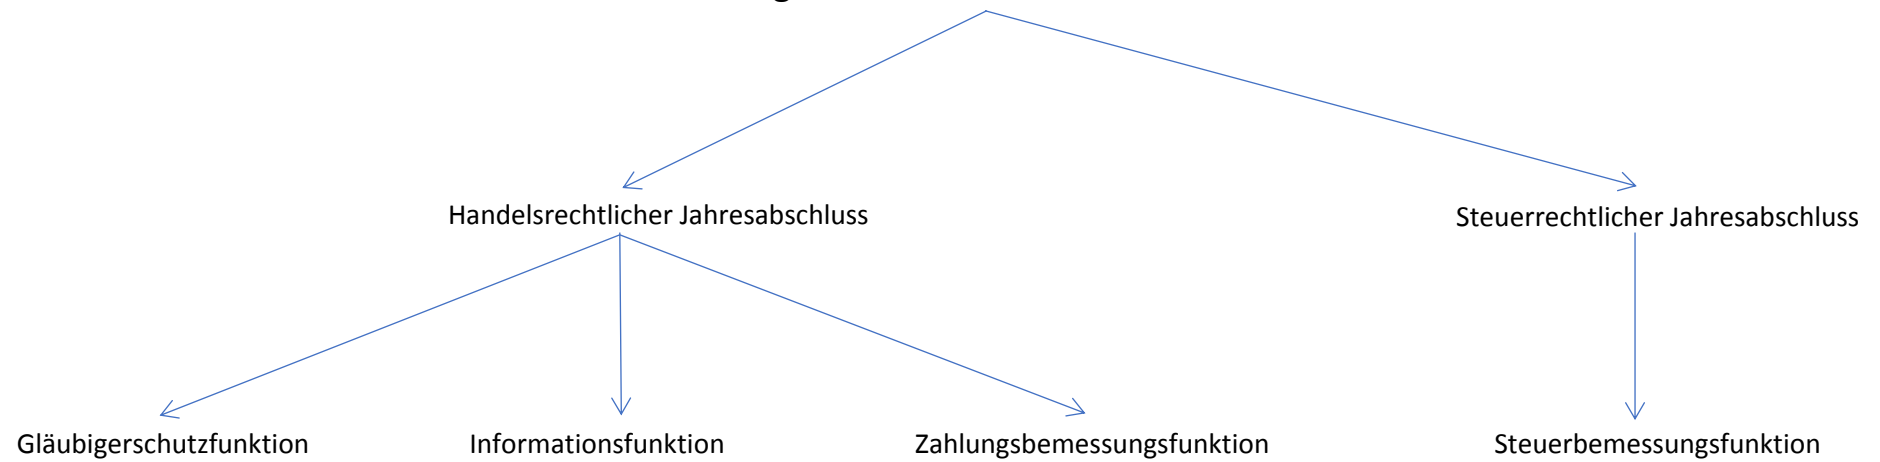 Handelsrechtlicher Jahresabschluss
Steuerrechtlicher Jahresabschluss
Gläubigerschutzfunktion
Informationsfunktion
Zahlungsbemessungsfunktion
Steuerbemessungsfunktion